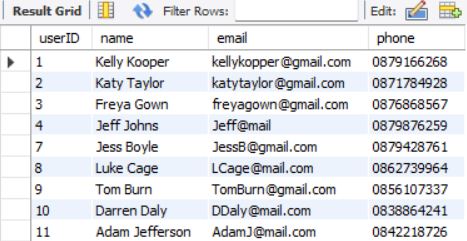 Result Grid Filter Rows: Edit:
userID name email phone
1 Kelly Kooper kellykopper@gmail.com 0879166268
2 Katy Taylor katytaylor@gmail.com 0871784928
3 Freya Gown freyagown@gmail.com 0876868567
4 Jeff Johns Jeff@mail 0879876259
7 Jess Boyle JessB@gmail.com 0879428761
8 Luke Cage LCage@mail.com 0862739964
9 Tom Burn TomBurn@gmail.com 0856107337
10 Darren Daly DDaly@mail.com 0838864241
11 Adam Jefferson AdamJ@mail.com 0842218726